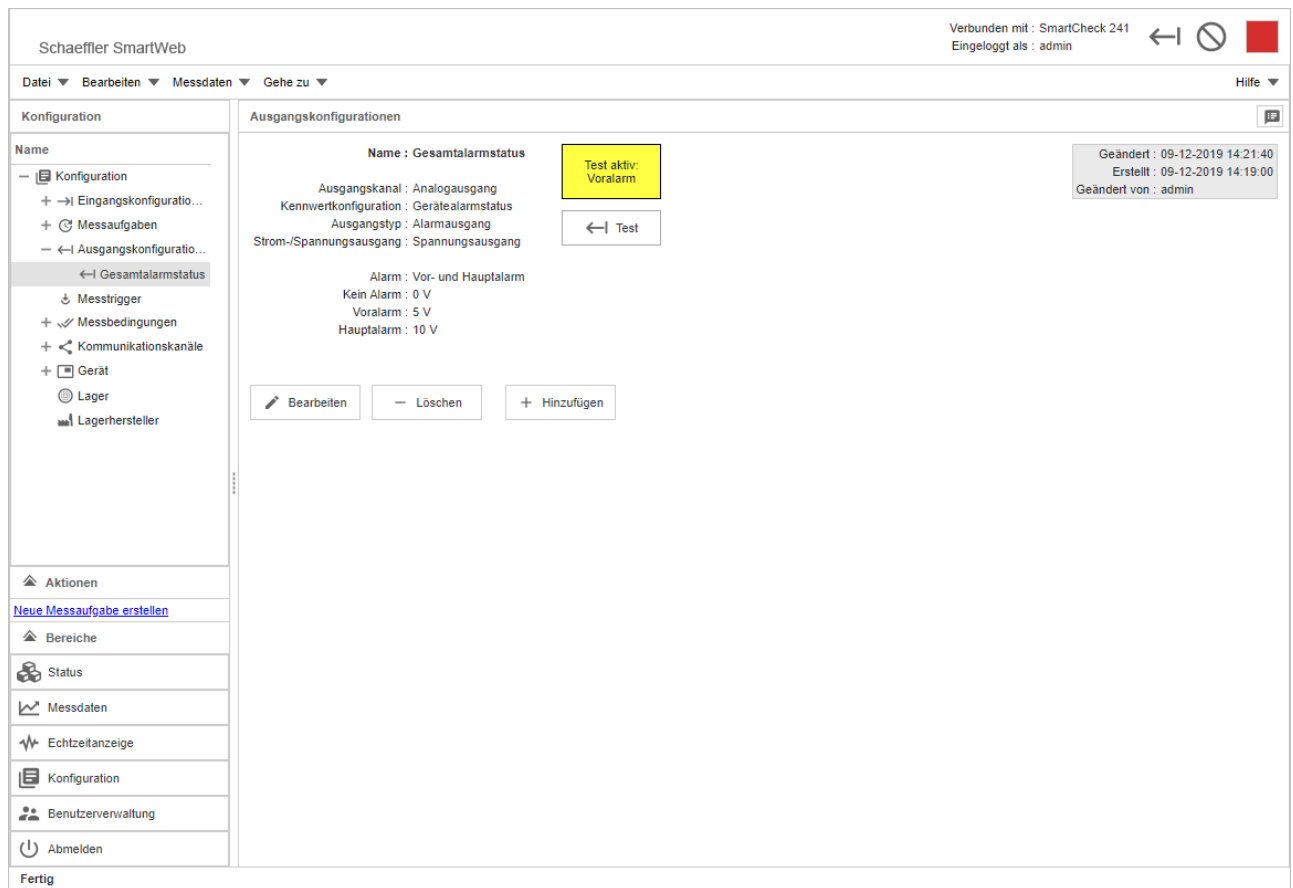 Schaeffler SmartWeb
Verbunden mit : SmartCheck 241
Eingeloggt als : admin
Datei Bearbeiten Messdaten Gehe zu Hilfe
Konfiguration
Name
Konfiguration
Eingangskonfiguratio...
Messaufgaben
Ausgangskonfiguratio...
Gesamtalarmstatus
Messtrigger
Messbedingungen
Kommunikationskanäle
Gerät
Lager
Lagerhersteller
Aktionen
Neue Messaufgabe erstellen
Bereiche
Status
Messdaten
Echtzeitanzeige
Konfiguration
Benutzerverwaltung
Abmelden
Ausgangskonfigurationen
Name : Gesamtalarmstatus
Ausgangskanal : Analogausgang
Kennwertkonfiguration : Gerätealarmstatus
Ausgangstyp : Alarmausgang
Strom-/Spannungsausgang : Spannungsausgang
Alarm : Vor- und Hauptalarm
Kein Alarm : 0 V
Voralarm : 5 V
Hauptalarm : 10 V
Test aktiv:
Voralarm
Test
Geändert : 09-12-2019 14:21:40
Erstellt : 09-12-2019 14:19:00
Geändert von : admin
Bearbeiten Löschen Hinzufügen
Fertig